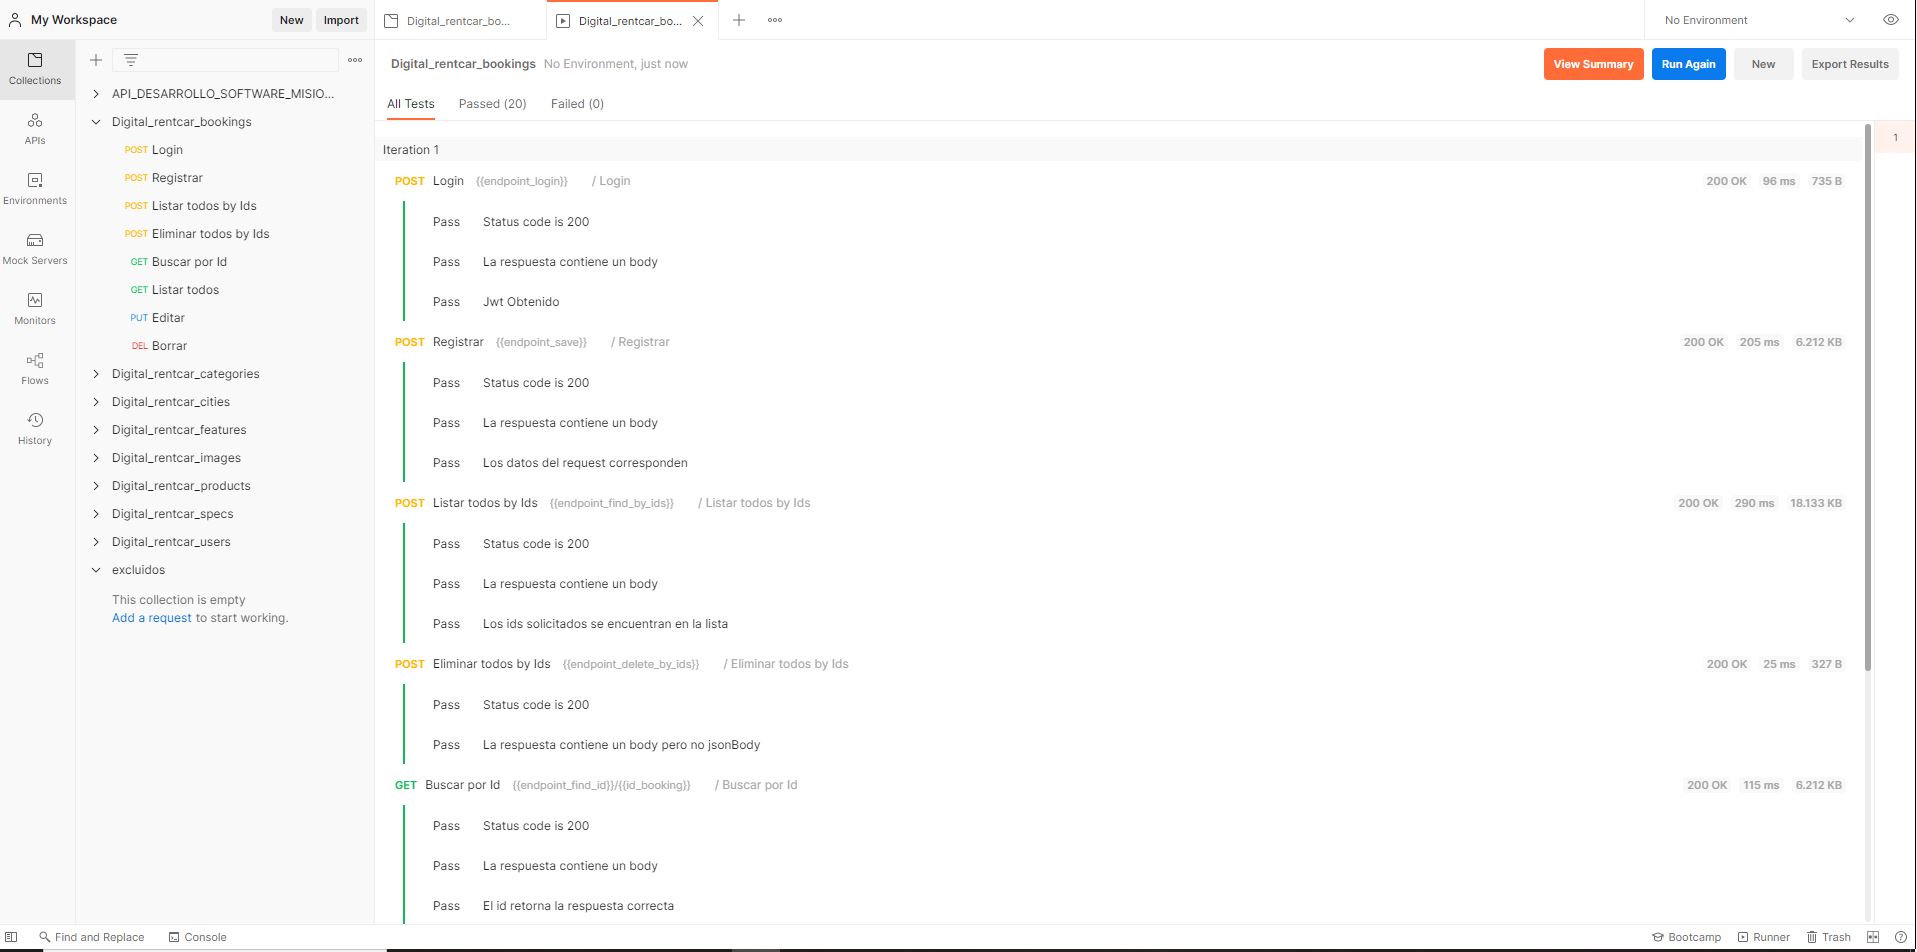 My Workspace
New
Import
Digital_rentcar_bo...
Digital_rentcar_bo...
No Environment
Collections
APIs
Environments
Mock Servers
Monitors
Flows
History
API_DESARROLLO_SOFTWARE_MISIO...
Digital_rentcar_bookings
POST Login
POST Registrar
POST Listar todos by Ids
POST Eliminar todos by Ids
GET Buscar por Id
GET Listar todos
PUT Editar
DEL Borrar
Digital_rentcar_categories
Digital_rentcar_cities
Digital_rentcar_features
Digital_rentcar_images
Digital_rentcar_products
Digital_rentcar_specs
Digital_rentcar_users
excluidos
This collection is empty
Add a request to start working.
Digital_rentcar_bookings No Environment, just now
View Summary
Run Again
New
Export Results
All Tests Passed (20) Failed (0)
Iteration 1
1
POST Login {{endpoint_login}} / Login 200 OK 96 ms 735 B
Pass Status code is 200
Pass La respuesta contiene un body
Pass Jwt Obtenido
POST Registrar {{endpoint_save}} / Registrar 200 OK 205 ms 6.212 KB
Pass Status code is 200
Pass La respuesta contiene un body
Pass Los datos del request corresponden
POST Listar todos by Ids {{endpoint_find_by_ids}} / Listar todos by Ids 200 OK 290 ms 18.133 KB
Pass Status code is 200
Pass La respuesta contiene un body
Pass Los ids solicitados se encuentran en la lista
POST Eliminar todos by Ids {{endpoint_delete_by_ids}} / Eliminar todos by Ids 200 OK 25 ms 327 B
Pass Status code is 200
Pass La respuesta contiene un body pero no jsonBody
GET Buscar por Id {{endpoint_find_id}}/{{id_booking}} / Buscar por Id 200 OK 115 ms 6.212 KB
Pass Status code is 200
Pass La respuesta contiene un body
Pass El id retorna la respuesta correcta
Find and Replace
Console
Bootcamp
Runner
Trash